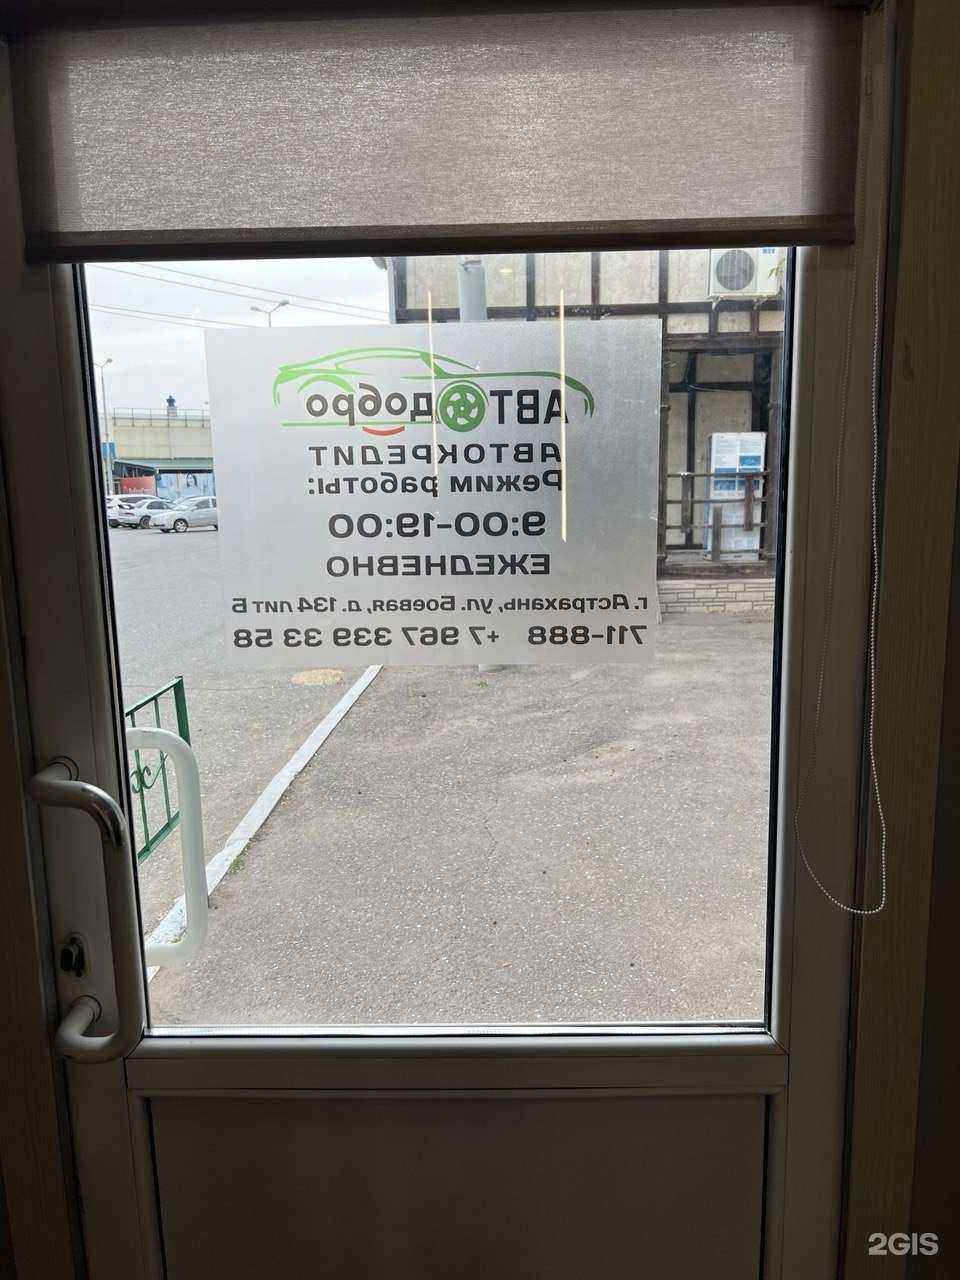 АВТОдобро
АВТОКРЕДИТ
Режим работы:
9:00-19:00
ЕЖЕДНЕВНО
г. Астрахань, ул. Боевая, д. 134 лит Б
711-888 +7 967 339 33 58
2GIS